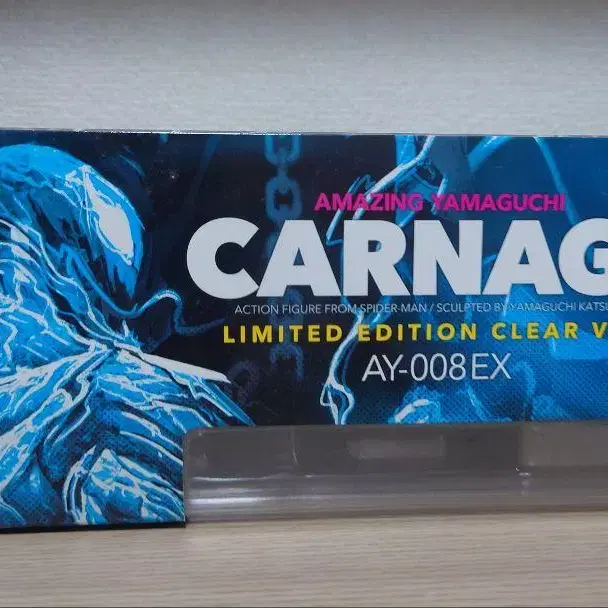 AMAZING YAMAGUCHI
CARNAG
ACTION FIGURE FROM SPIDER-MAN / SCULPTED BY YAMAGUCHI KATSU
LIMITED EDITION CLEAR V
AY-008EX